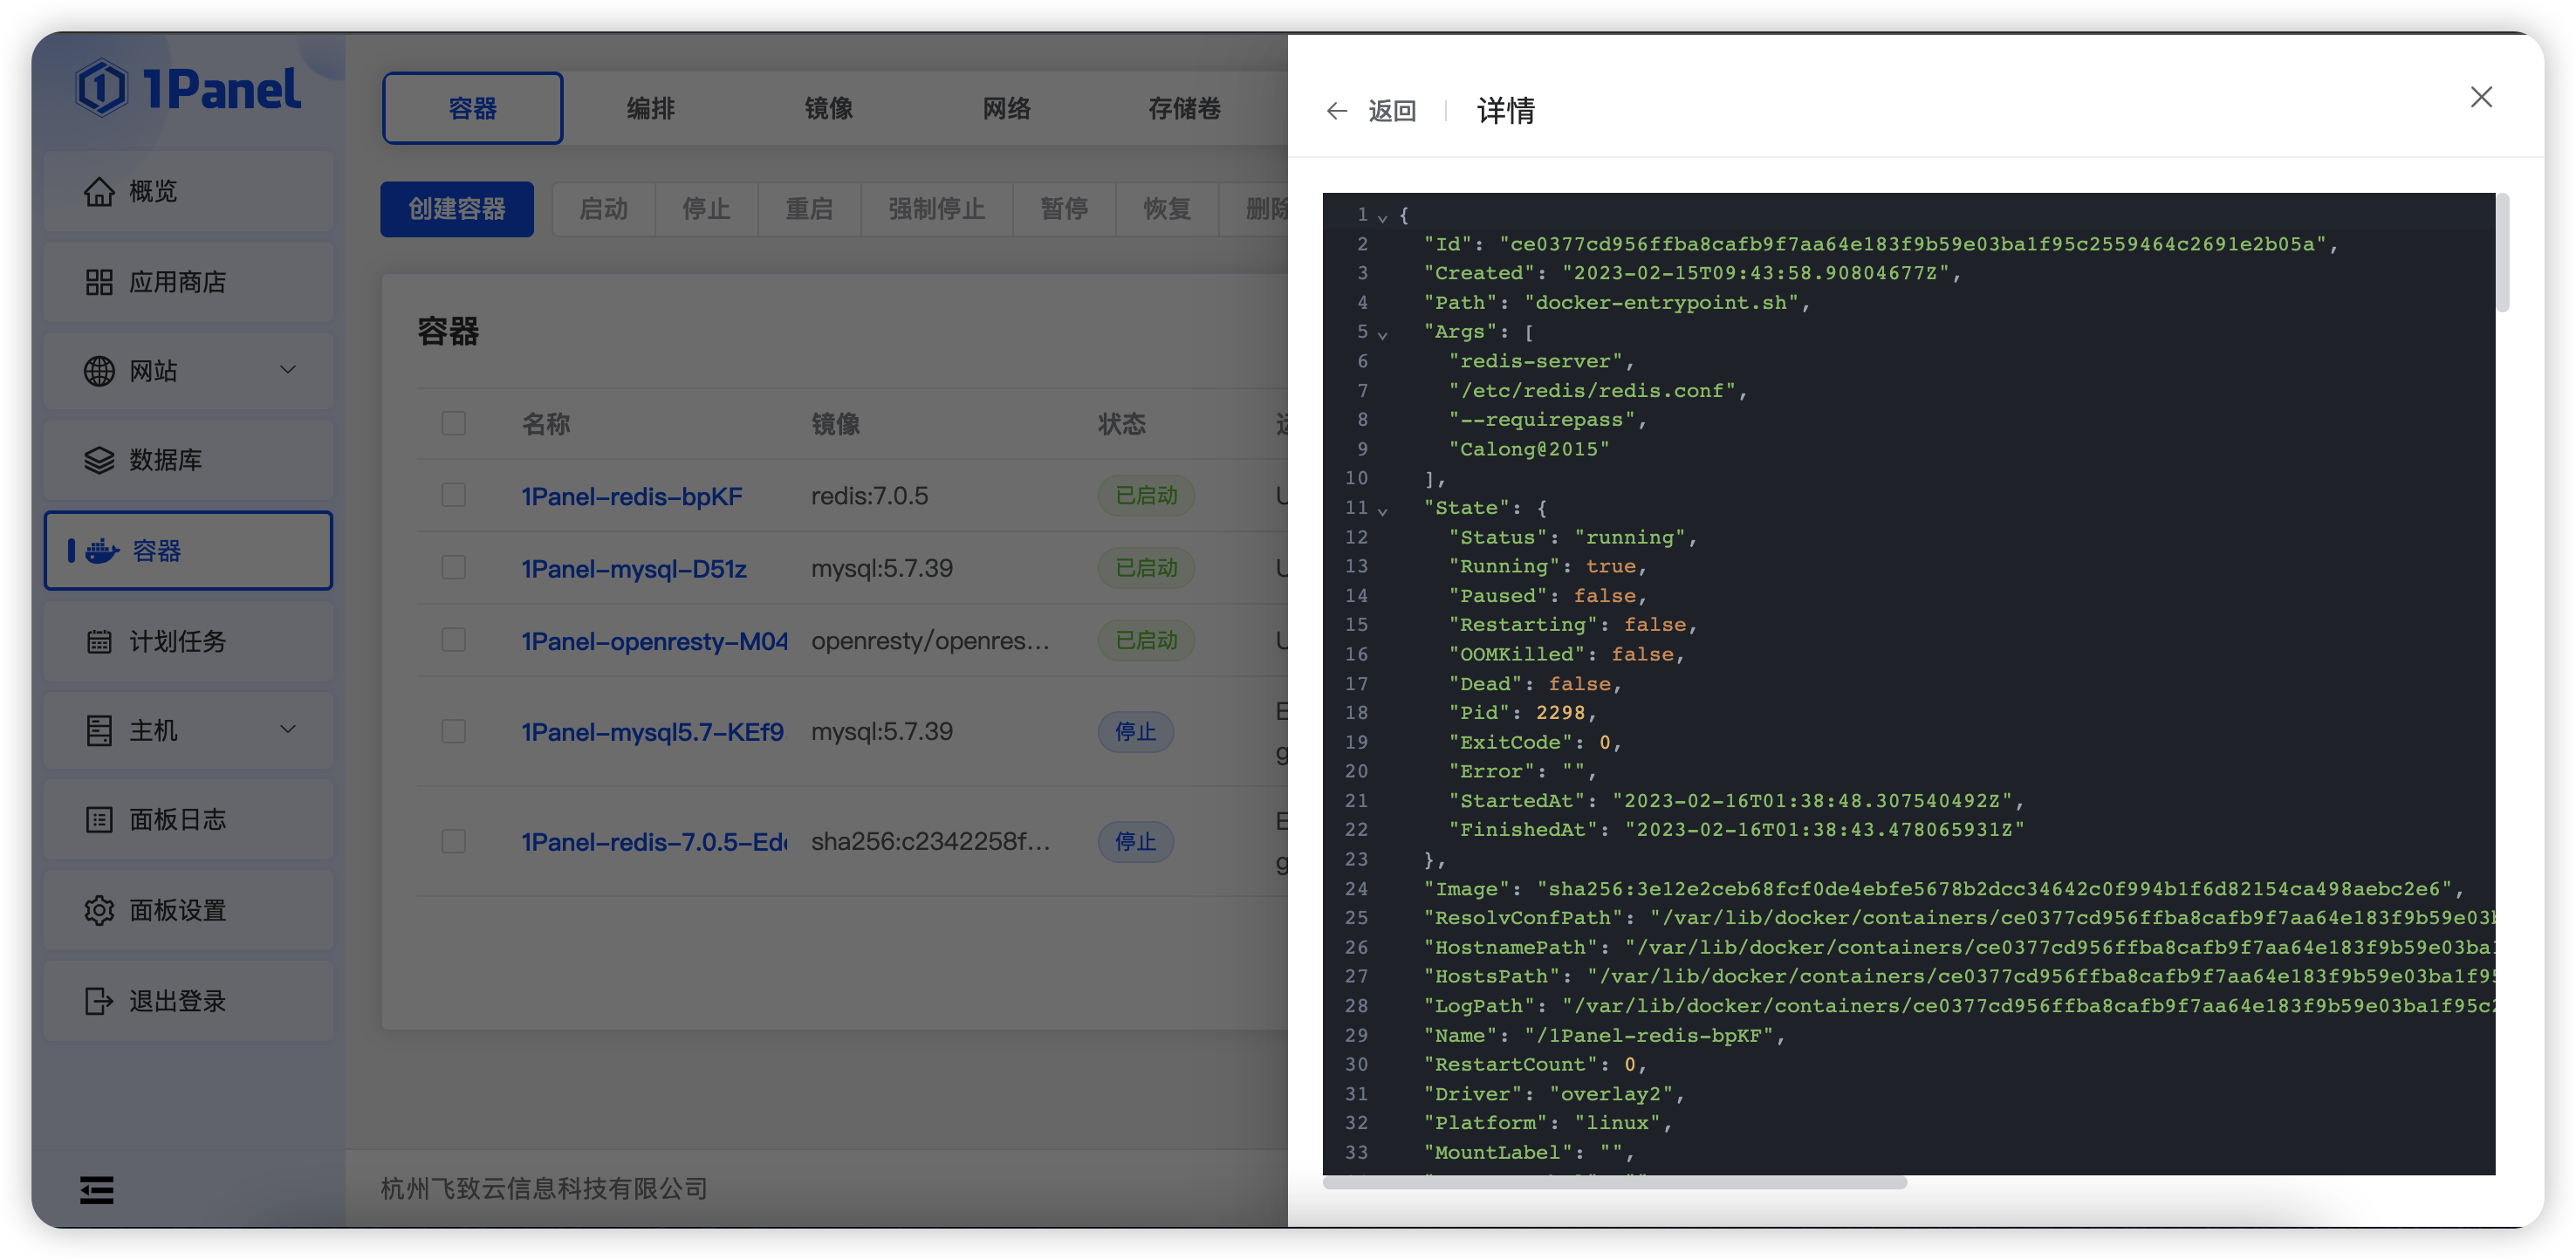 1Panel
概览
应用商店
网站
数据库
容器
计划任务
主机
面板日志
面板设置
退出登录
容器 编排 镜像 网络 存储卷
创建容器 启动 停止 重启 强制停止 暂停 恢复 删除
容器
名称 镜像 状态
1Panel-redis-bpKF redis:7.0.5 已启动 U
1Panel-mysql-D51z mysql:5.7.39 已启动 U
1Panel-openresty-M04 openresty/openres... 已启动 U
1Panel-mysql5.7-KEf9 mysql:5.7.39 停止 E
g
1Panel-redis-7.0.5-Ed sha256:c2342258f... 停止 E
g
杭州飞致云信息科技有限公司
返回 详情
1 {
2 "Id": "ce0377cd956ffba8cafb9f7aa64e183f9b59e03ba1f95c2559464c2691e2b05a",
3 "Created": "2023-02-15T09:43:58.90804677Z",
4 "Path": "docker-entrypoint.sh",
5 "Args": [
6 "redis-server",
7 "/etc/redis/redis.conf",
8 "--requirepass",
9 "Calong@2015"
10 ],
11 "State": {
12 "Status": "running",
13 "Running": true,
14 "Paused": false,
15 "Restarting": false,
16 "OOMKilled": false,
17 "Dead": false,
18 "Pid": 2298,
19 "ExitCode": 0,
20 "Error": "",
21 "StartedAt": "2023-02-16T01:38:48.307540492Z",
22 "FinishedAt": "2023-02-16T01:38:43.478065931Z"
23 },
24 "Image": "sha256:3e12e2ceb68fcf0de4ebfe5678b2dcc34642c0f994b1f6d82154ca498aebc2e6",
25 "ResolvConfPath": "/var/lib/docker/containers/ce0377cd956ffba8cafb9f7aa64e183f9b59e03b
26 "HostnamePath": "/var/lib/docker/containers/ce0377cd956ffba8cafb9f7aa64e183f9b59e03ba1
27 "HostsPath": "/var/lib/docker/containers/ce0377cd956ffba8cafb9f7aa64e183f9b59e03ba1f95
28 "LogPath": "/var/lib/docker/containers/ce0377cd956ffba8cafb9f7aa64e183f9b59e03ba1f95c2
29 "Name": "/1Panel-redis-bpKF",
30 "RestartCount": 0,
31 "Driver": "overlay2",
32 "Platform": "linux",
33 "MountLabel": "",